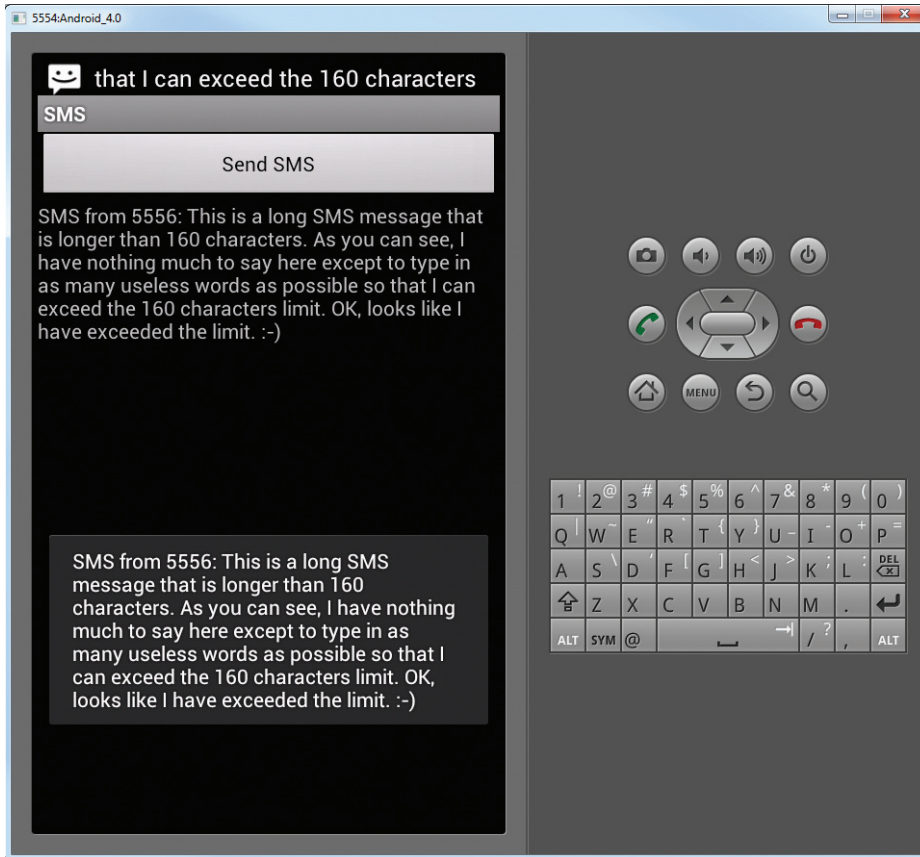 5554:Android_4.0
that I can exceed the 160 characters
SMS
Send SMS
SMS from 5556: This is a long SMS message that
is longer than 160 characters. As you can see, I
have nothing much to say here except to type in
as many useless words as possible so that I can
exceed the 160 characters limit. OK, looks like I
have exceeded the limit. :-)
SMS from 5556: This is a long SMS
message that is longer than 160
characters. As you can see, I have nothing
much to say here except to type in as
many useless words as possible so that I
can exceed the 160 characters limit. OK,
looks like I have exceeded the limit. :-)
MENU
1 ! 2 @ 3 # 4 $ 5 % 6 ^ 7 & 8 * 9 ( 0 )
Q | W ~ E " R ` T { Y } U _ I - O + P =
A S \ D ' F [ G ] H < J > K ; L : DEL
Z X C V B N M .
ALT SYM @ / ? , ALT